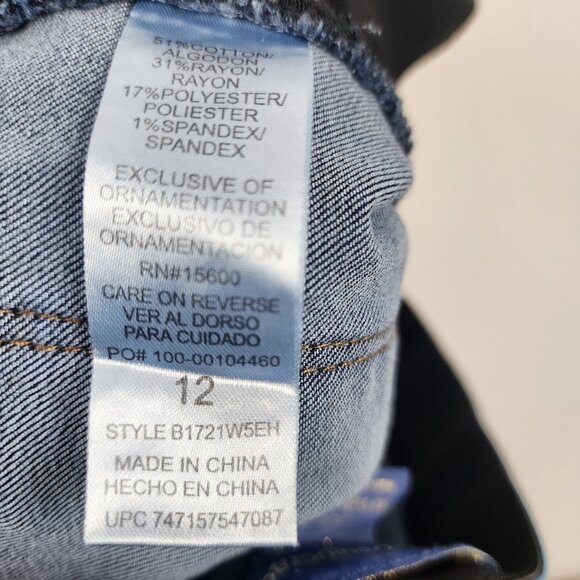 51%COTTON/
ALGODON
31%RAYON/
RAYON
17%POLYESTER/
POLIESTER
1%SPANDEX/
SPANDEX
EXCLUSIVE OF
ORNAMENTATION
EXCLUSIVO DE
ORNAMENTACION
RN#15600
CARE ON REVERSE
VER AL DORSO
PARA CUIDADO
PO# 100-00104460
12
STYLE B1721W5EH
MADE IN CHINA
HECHO EN CHINA
UPC 747157547087